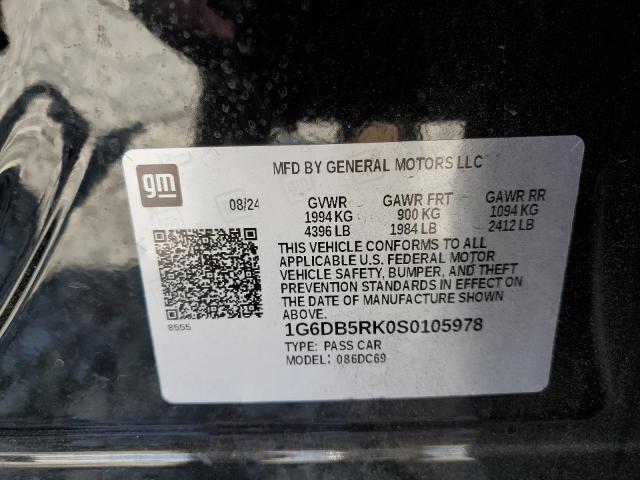 gm
MFD BY GENERAL MOTORS LLC
08/24
GVWR GAWR FRT GAWR RR
1994 KG 900 KG 1094 KG
4396 LB 1984 LB 2412 LB
THIS VEHICLE CONFORMS TO ALL
APPLICABLE U.S. FEDERAL MOTOR
VEHICLE SAFETY, BUMPER, AND THEFT
PREVENTION STANDARDS IN EFFECT ON
THE DATE OF MANUFACTURE SHOWN
ABOVE.
8555
1G6DB5RK0S0105978
TYPE: PASS CAR
MODEL: 086DC69